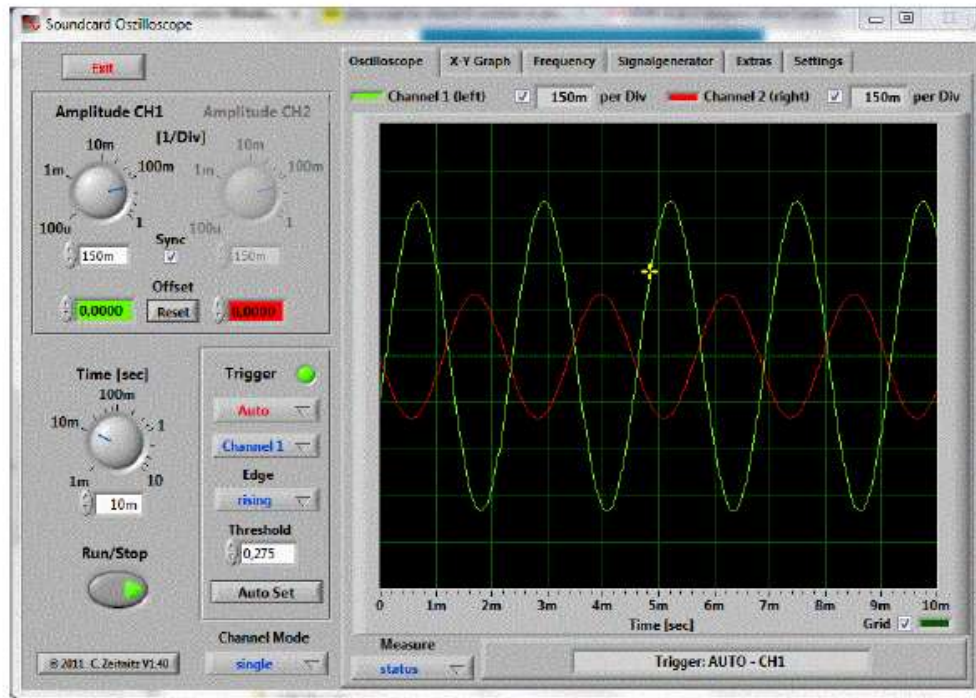 Soundcard Oszilloscope
Exit
Amplitude CH1 Amplitude CH2
[1/Div]
10m 10m
1m 100m 1m 100m
100u 1 100u 1
Sync
150m 150m
Offset
0,0000 Reset 0,0000
Time [sec]
100m
10m 1
1m 10
10m
Run/Stop
© 2011 C. Zeitnitz V1.40
Trigger
Auto
Channel 1
Edge
rising
Threshold
0,275
Auto Set
Channel Mode
single
Oscilloscope X-Y Graph Frequency Signalgenerator Extras Settings
Channel 1 (left) 150m per Div Channel 2 (right) 150m per Div
0 1m 2m 3m 4m 5m 6m 7m 8m 9m 10m
Time [sec] Grid
Measure
status
Trigger: AUTO - CH1